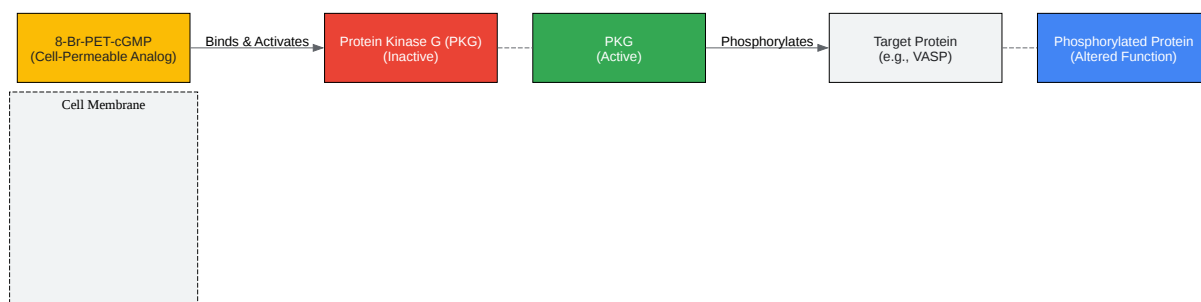 8-Br-PET-cGMP
(Cell-Permeable Analog)
Binds & Activates
Protein Kinase G (PKG)
(Inactive)
PKG
(Active)
Phosphorylates
Target Protein
(e.g., VASP)
Phosphorylated Protein
(Altered Function)
Cell Membrane